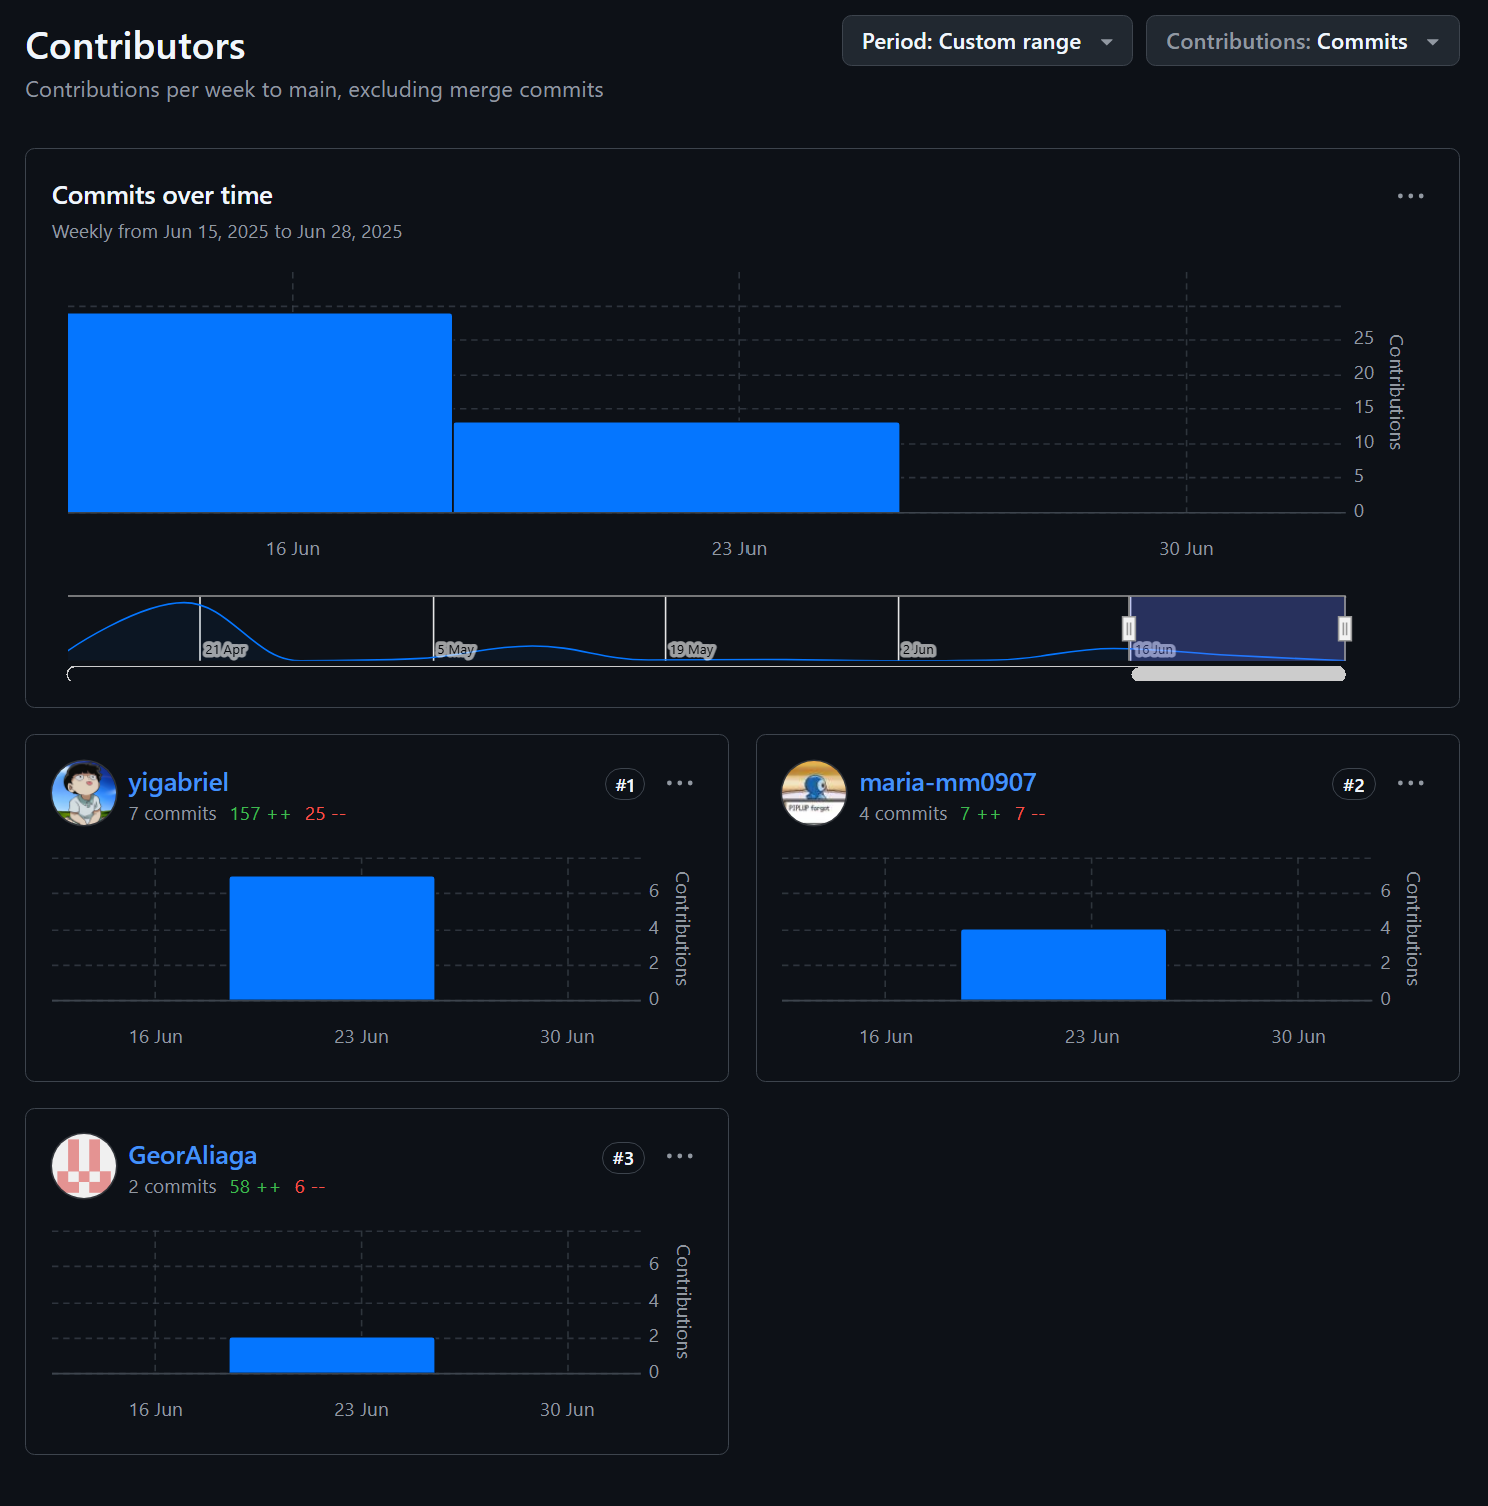 Contributors
Period: Custom range
Contributions: Commits
Contributions per week to main, excluding merge commits
Commits over time
Weekly from Jun 15, 2025 to Jun 28, 2025
25
20
15
10
5
0
Contributions
16 Jun
23 Jun
30 Jun
21 Apr
5 May
19 May
2 Jun
16 Jun
yigabriel
#1
7 commits 157 ++ 25 --
6
4
2
0
Contributions
16 Jun
23 Jun
30 Jun
maria-mm0907
#2
4 commits 7 ++ 7 --
PIPLUP forgot
6
4
2
0
Contributions
16 Jun
23 Jun
30 Jun
GeorAliaga
#3
2 commits 58 ++ 6 --
6
4
2
0
Contributions
16 Jun
23 Jun
30 Jun